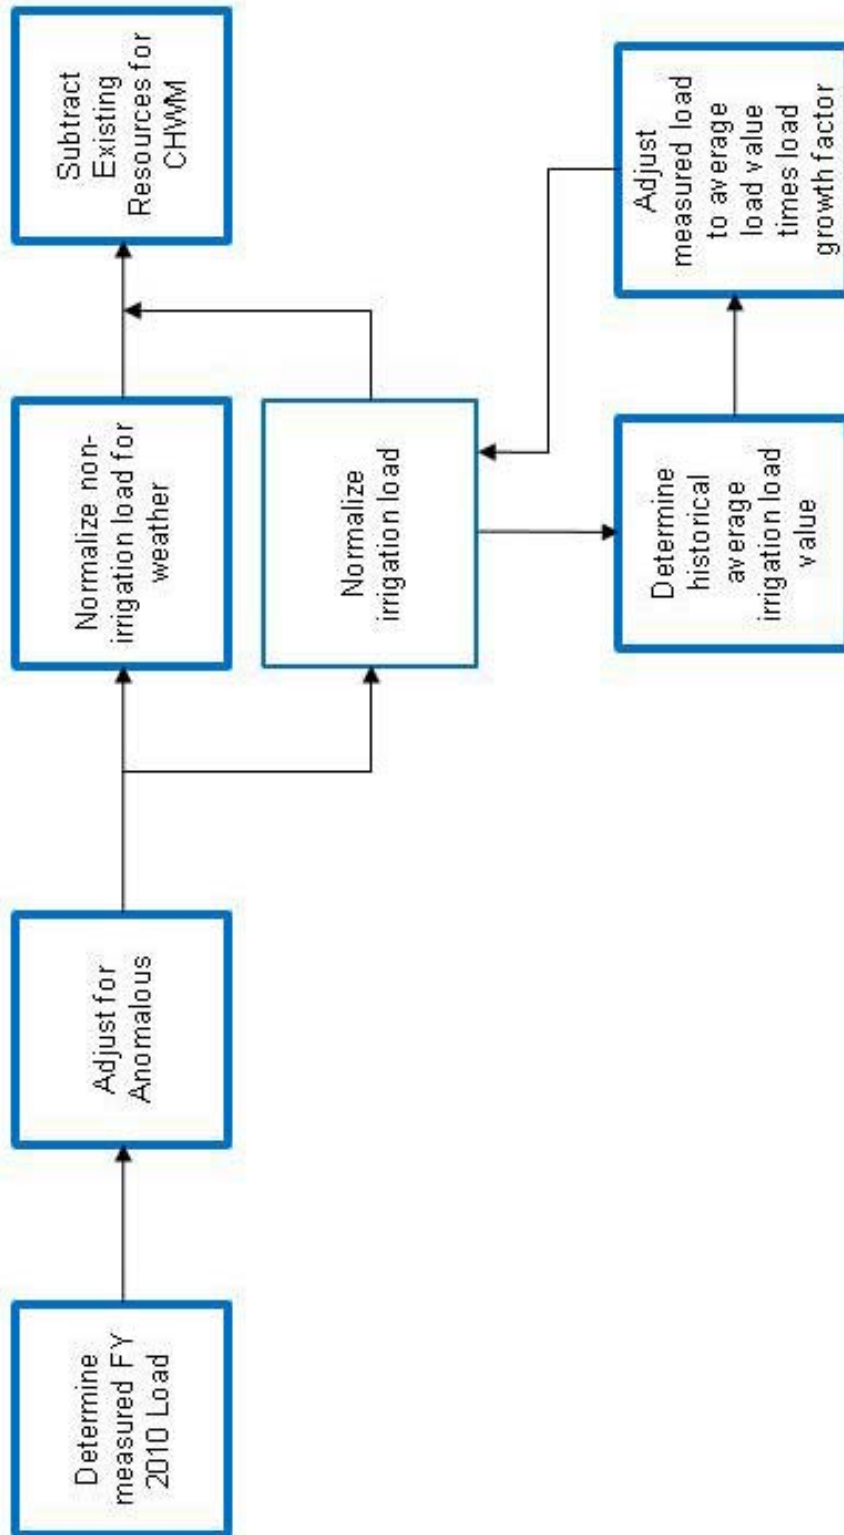 Determine
measured FY
2010 Load
Adjust for
Anomalous
Normalize non-
irrigation load for
weather
Subtract
Existing
Resources for
CHWM
Normalize
irrigation load
Determine
historical
average
irrigation load
value
Adjust
measured load
to average
load value
times load
growth factor